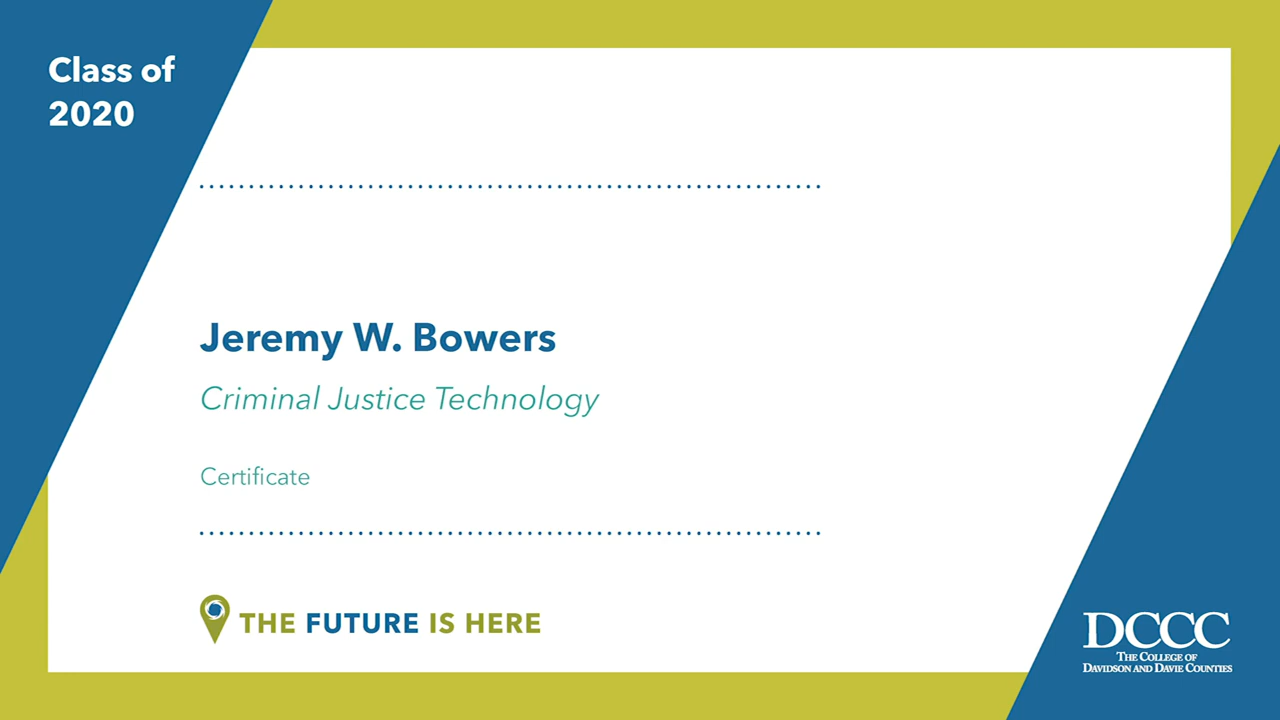 Class of
2020
Jeremy W. Bowers
Criminal Justice Technology
Certificate
THE FUTURE IS HERE
DCCC
THE COLLEGE OF
DAVIDSON AND DAVIE COUNTIES